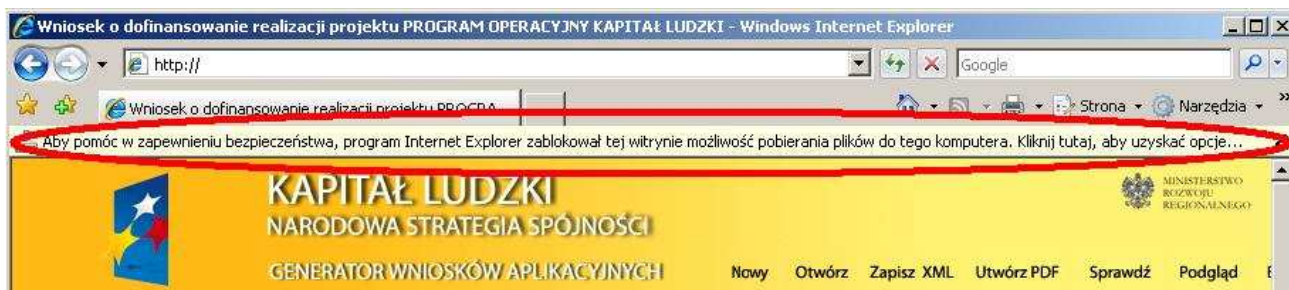 Wniosek o dofinansowanie realizacji projektu PROGRAM OPERACYJNY KAPITAŁ LUDZKI - Windows Internet Explorer
http://
Google
Wniosek o dofinansowanie realizacji projektu PROGRA
Strona
Narzędzia
Aby pomóc w zapewnieniu bezpieczeństwa, program Internet Explorer zablokował tej witrynie możliwość pobierania plików do tego komputera. Kliknij tutaj, aby uzyskać opcje...
KAPITAŁ LUDZKI
NARODOWA STRATEGIA SPÓJNOŚCI
MINISTERSTWO
ROZWOJU
REGIONALNEGO
GENERATOR WNIOSKÓW APLIKACYJNYCH
Nowy Otwórz Zapisz XML Utwórz PDF Sprawdź Podgląd